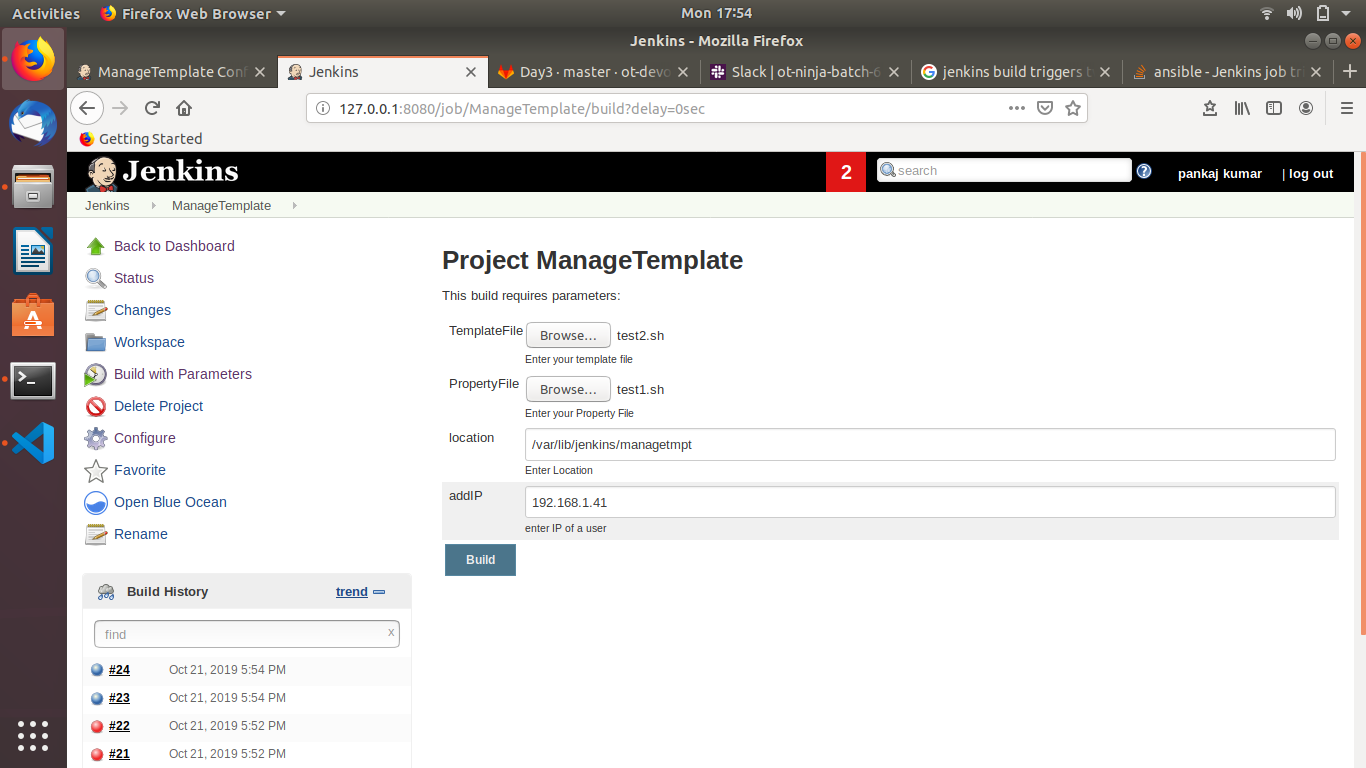 Activities Firefox Web Browser Mon 17:54
Jenkins - Mozilla Firefox
ManageTemplate Conf Jenkins Day3 · master · ot-devo Slack | ot-ninja-batch-6 jenkins build triggers t ansible - Jenkins job tri
127.0.0.1:8080/job/ManageTemplate/build?delay=0sec
Getting Started
Jenkins 2 search pankaj kumar | log out
Jenkins ManageTemplate
Back to Dashboard
Status
Changes
Workspace
Build with Parameters
Delete Project
Configure
Favorite
Open Blue Ocean
Rename
Build History trend
find x
#24 Oct 21, 2019 5:54 PM
#23 Oct 21, 2019 5:54 PM
#22 Oct 21, 2019 5:52 PM
#21 Oct 21, 2019 5:52 PM
Project ManageTemplate
This build requires parameters:
TemplateFile Browse... test2.sh
Enter your template file
PropertyFile Browse... test1.sh
Enter your Property File
location /var/lib/jenkins/managetmpt
Enter Location
addIP 192.168.1.41
enter IP of a user
Build